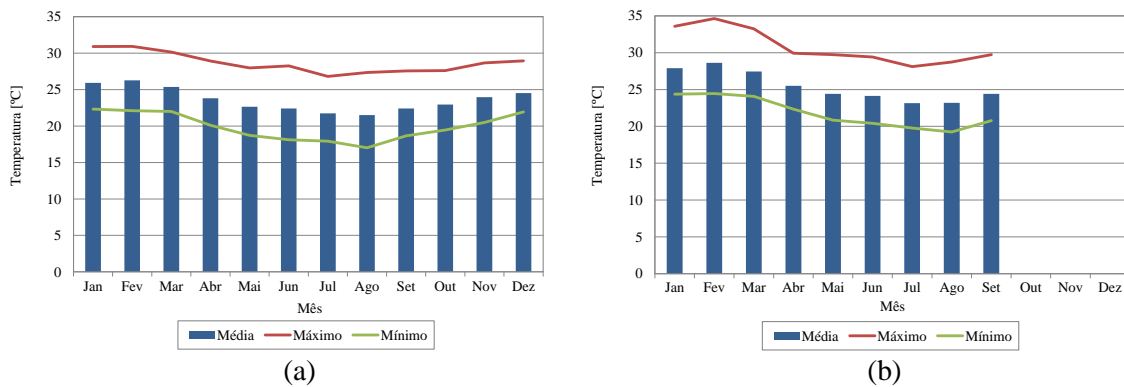 35
30
25
20
15
10
5
0
Temperatura [ºC]
Jan Fev Mar Abr Mai Jun Jul Ago Set Out Nov Dez
Mês
Média Máximo Mínimo
(a)
35
30
25
20
15
10
5
0
Temperatura [ºC]
Jan Fev Mar Abr Mai Jun Jul Ago Set Out Nov Dez
Mês
Média Máximo Mínimo
(b)